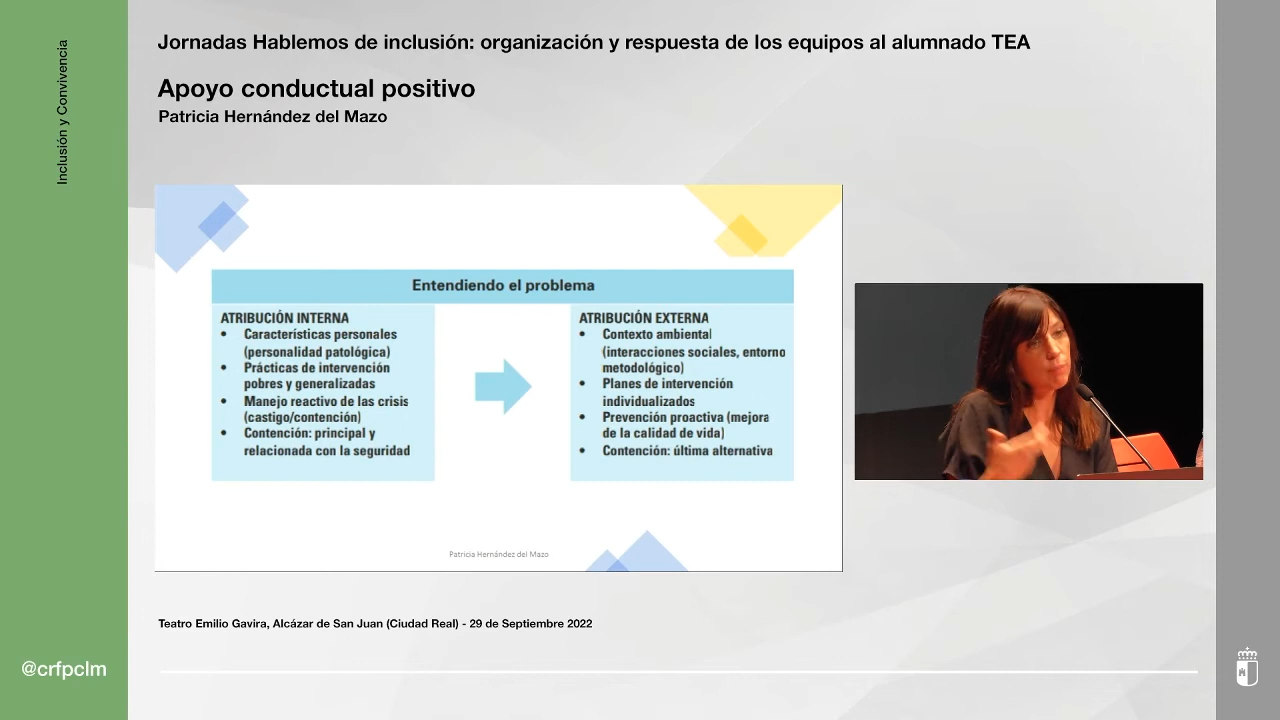 Inclusión y Convivencia
Jornadas Hablemos de inclusión: organización y respuesta de los equipos al alumnado TEA
Apoyo conductual positivo
Patricia Hernández del Mazo
Entendiendo el problema
ATRIBUCIÓN INTERNA
• Características personales
(personalidad patológica)
• Prácticas de intervención
pobres y generalizadas
• Manejo reactivo de las crisis
(castigo/contención)
• Contención: principal y
relacionada con la seguridad
ATRIBUCIÓN EXTERNA
• Contexto ambiental
(interacciones sociales, entorno
metodológico)
• Planes de intervención
individualizados
• Prevención proactiva (mejora
de la calidad de vida)
• Contención: última alternativa
Patricia Hernández del Mazo
Teatro Emilio Gavira, Alcázar de San Juan (Ciudad Real) - 29 de Septiembre 2022
@crfpclm